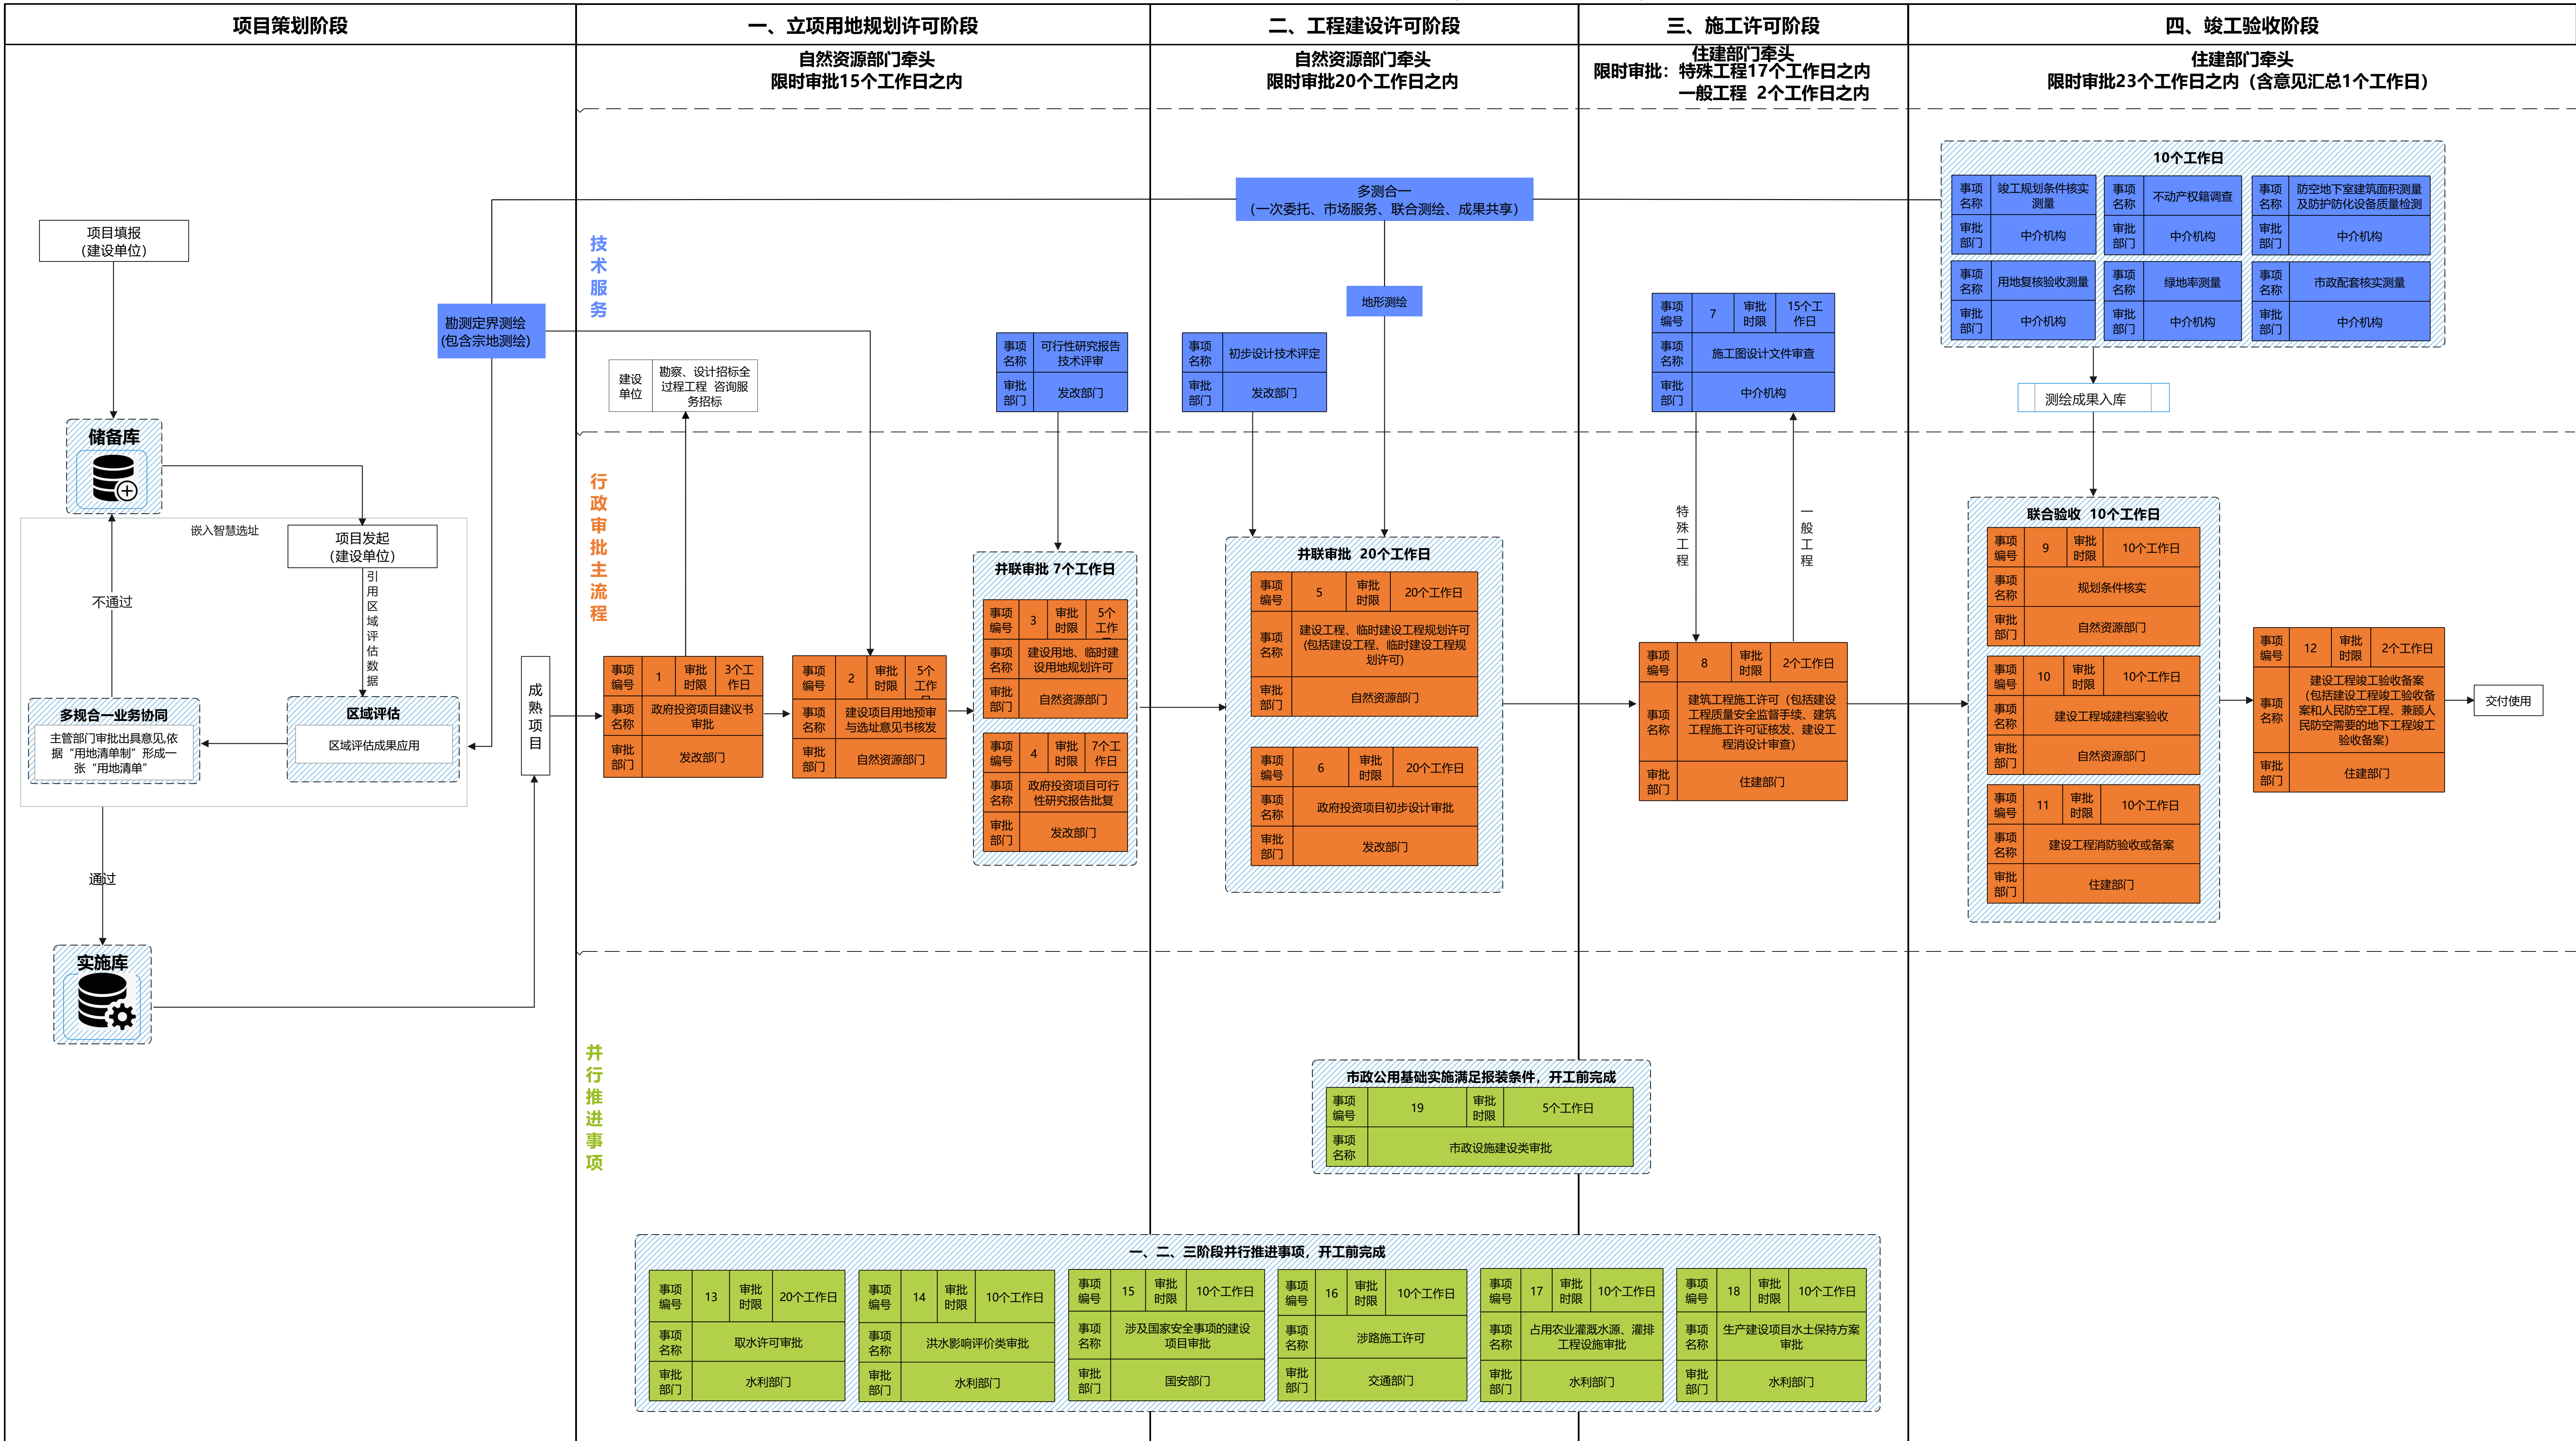 项目策划阶段
一、立项用地规划许可阶段
二、工程建设许可阶段
三、施工许可阶段
四、竣工验收阶段
自然资源部门牵头
限时审批15个工作日之内
自然资源部门牵头
限时审批20个工作日之内
住建部门牵头
限时审批：特殊工程17个工作日之内
一般工程 2个工作日之内
住建部门牵头
限时审批23个工作日之内（含意见汇总1个工作日）
项目填报
（建设单位）
储备库
嵌入智慧选址
项目发起
（建设单位）
引用区域评估数据
不通过
多规合一业务协同
主管部门审批出具意见,依
据“用地清单制”形成一
张“用地清单”
区域评估
区域评估成果应用
通过
实施库
成熟项目
勘测定界测绘
(包含宗地测绘)
技术服务
多测合一
（一次委托、市场服务、联合测绘、成果共享）
地形测绘
建设
单位
勘察、设计招标全
过程工程 咨询服
务招标
事项
名称
可行性研究报告
技术评审
审批
部门
发改部门
事项
名称
初步设计技术评定
审批
部门
发改部门
事项
编号
7
审批
时限
15个工
作日
事项
名称
施工图设计文件审查
审批
部门
中介机构
10个工作日
事项
名称
竣工规划条件核实
测量
审批
部门
中介机构
事项
名称
不动产权籍调查
审批
部门
中介机构
事项
名称
防空地下室建筑面积测量
及防护防化设备质量检测
审批
部门
中介机构
事项
名称
用地复核验收测量
审批
部门
中介机构
事项
名称
绿地率测量
审批
部门
中介机构
事项
名称
市政配套核实测量
审批
部门
中介机构
测绘成果入库
行政审批主流程
事项
编号
1
审批
时限
3个工
作日
事项
名称
政府投资项目建议书
审批
审批
部门
发改部门
事项
编号
2
审批
时限
5个
工作
事项
名称
建设项目用地预审
与选址意见书核发
审批
部门
自然资源部门
并联审批 7个工作日
事项
编号
3
审批
时限
5个
工作
事项
名称
建设用地、临时建
设用地规划许可
审批
部门
自然资源部门
事项
编号
4
审批
时限
7个工
作日
事项
名称
政府投资项目可行
性研究报告批复
审批
部门
发改部门
并联审批 20个工作日
事项
编号
5
审批
时限
20个工作日
事项
名称
建设工程、临时建设工程规划许可
(包括建设工程、临时建设工程规
划许可)
审批
部门
自然资源部门
事项
编号
6
审批
时限
20个工作日
事项
名称
政府投资项目初步设计审批
审批
部门
发改部门
特殊工程
一般工程
事项
编号
8
审批
时限
2个工作日
事项
名称
建筑工程施工许可（包括建设
工程质量安全监督手续、建筑
工程施工许可证核发、建设工
程消设计审查）
审批
部门
住建部门
联合验收 10个工作日
事项
编号
9
审批
时限
10个工作日
事项
名称
规划条件核实
审批
部门
自然资源部门
事项
编号
10
审批
时限
10个工作日
事项
名称
建设工程城建档案验收
审批
部门
自然资源部门
事项
编号
11
审批
时限
10个工作日
事项
名称
建设工程消防验收或备案
审批
部门
住建部门
事项
编号
12
审批
时限
2个工作日
事项
名称
建设工程竣工验收备案
（包括建设工程竣工验收备
案和人民防空工程、兼顾人
民防空需要的地下工程竣工
验收备案）
审批
部门
住建部门
交付使用
并行推进事项
市政公用基础实施满足报装条件，开工前完成
事项
编号
19
审批
时限
5个工作日
事项
名称
市政设施建设类审批
一、二、三阶段并行推进事项，开工前完成
事项
编号
13
审批
时限
20个工作日
事项
名称
取水许可审批
审批
部门
水利部门
事项
编号
14
审批
时限
10个工作日
事项
名称
洪水影响评价类审批
审批
部门
水利部门
事项
编号
15
审批
时限
10个工作日
事项
名称
涉及国家安全事项的建设
项目审批
审批
部门
国安部门
事项
编号
16
审批
时限
10个工作日
事项
名称
涉路施工许可
审批
部门
交通部门
事项
编号
17
审批
时限
10个工作日
事项
名称
占用农业灌溉水源、灌排
工程设施审批
审批
部门
水利部门
事项
编号
18
审批
时限
10个工作日
事项
名称
生产建设项目水土保持方案
审批
审批
部门
水利部门